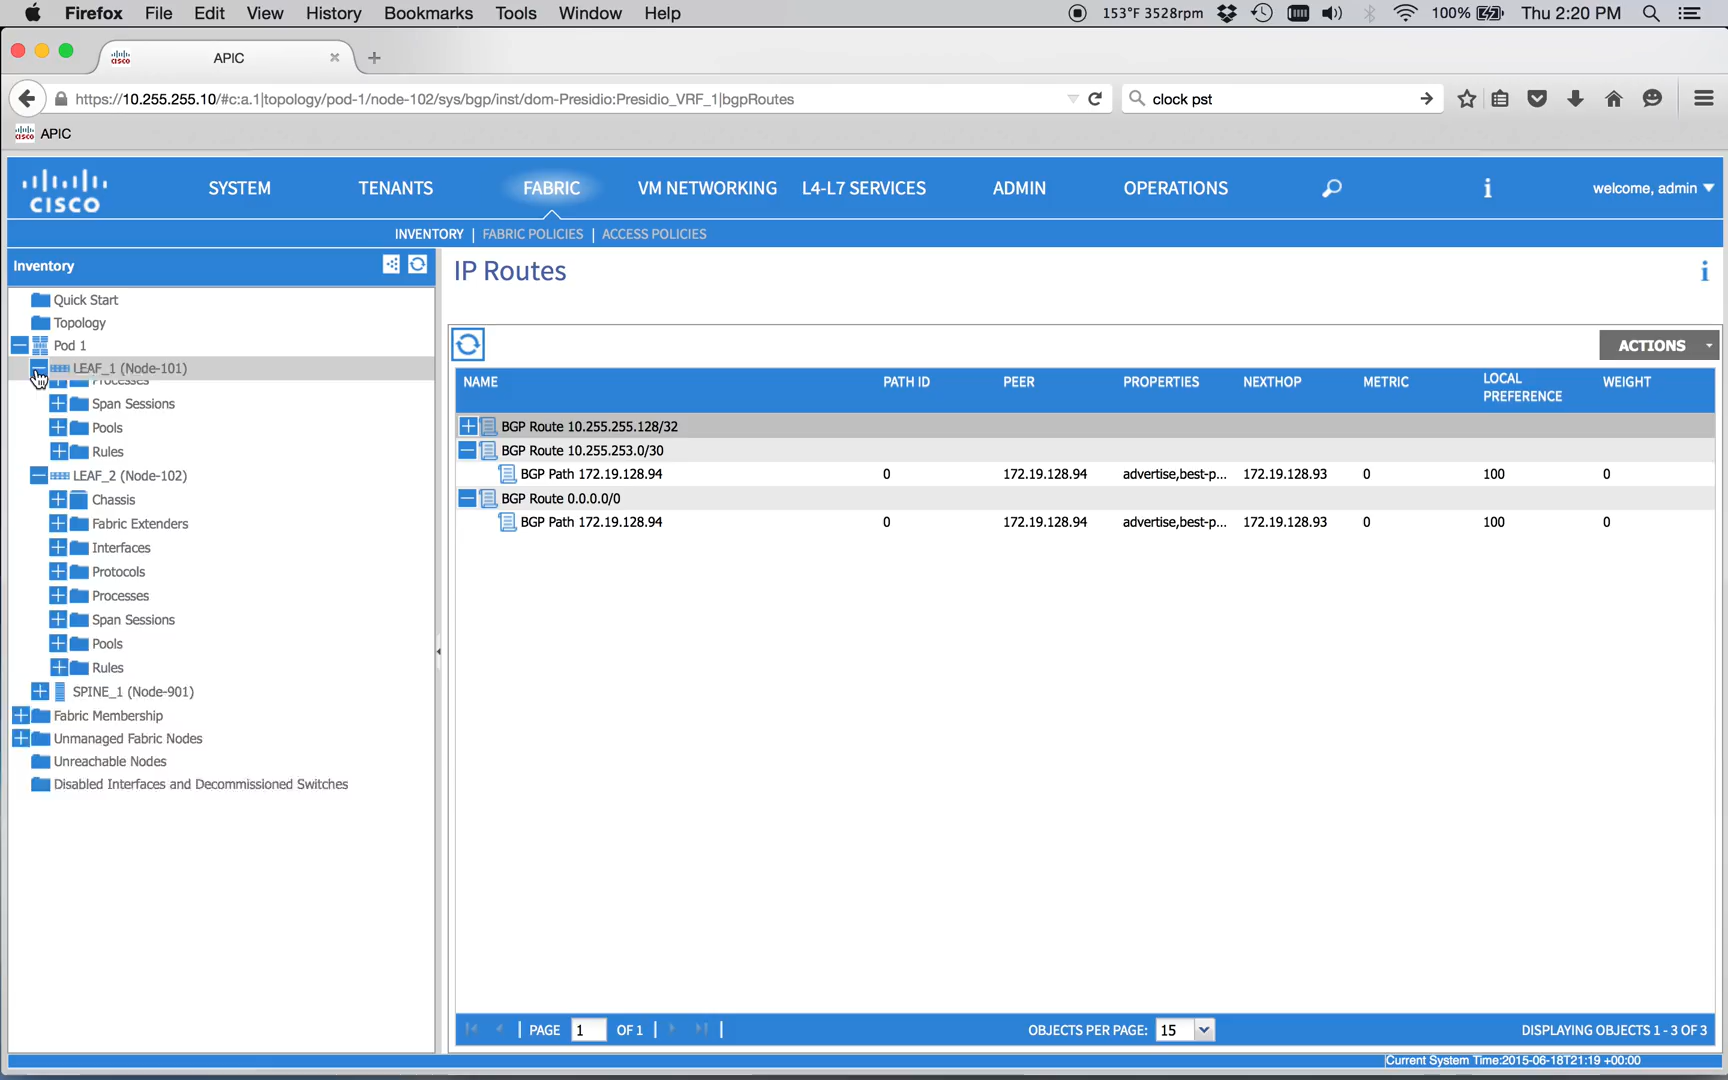 Firefox File Edit View History Bookmarks Tools Window Help 153°F 3528rpm 100% Thu 2:20 PM
APIC
https://10.255.255.10/#c:a.1|topology/pod-1/node-102/sys/bgp/inst/dom-Presidio:Presidio_VRF_1|bgpRoutes clock pst
cisco APIC
CISCO SYSTEM TENANTS FABRIC VM NETWORKING L4-L7 SERVICES ADMIN OPERATIONS i welcome, admin
INVENTORY | FABRIC POLICIES | ACCESS POLICIES
Inventory
Quick Start
Topology
Pod 1
LEAF_1 (Node-101)
Processes
Span Sessions
Pools
Rules
LEAF_2 (Node-102)
Chassis
Fabric Extenders
Interfaces
Protocols
Processes
Span Sessions
Pools
Rules
SPINE_1 (Node-901)
Fabric Membership
Unmanaged Fabric Nodes
Unreachable Nodes
Disabled Interfaces and Decommissioned Switches
IP Routes i
ACTIONS
NAME PATH ID PEER PROPERTIES NEXTHOP METRIC LOCAL PREFERENCE WEIGHT
BGP Route 10.255.255.128/32
BGP Route 10.255.253.0/30
BGP Path 172.19.128.94 0 172.19.128.94 advertise,best-p... 172.19.128.93 0 100 0
BGP Route 0.0.0.0/0
BGP Path 172.19.128.94 0 172.19.128.94 advertise,best-p... 172.19.128.93 0 100 0
PAGE 1 OF 1 OBJECTS PER PAGE: 15 DISPLAYING OBJECTS 1 - 3 OF 3
Current System Time:2015-06-18T21:19 +00:00